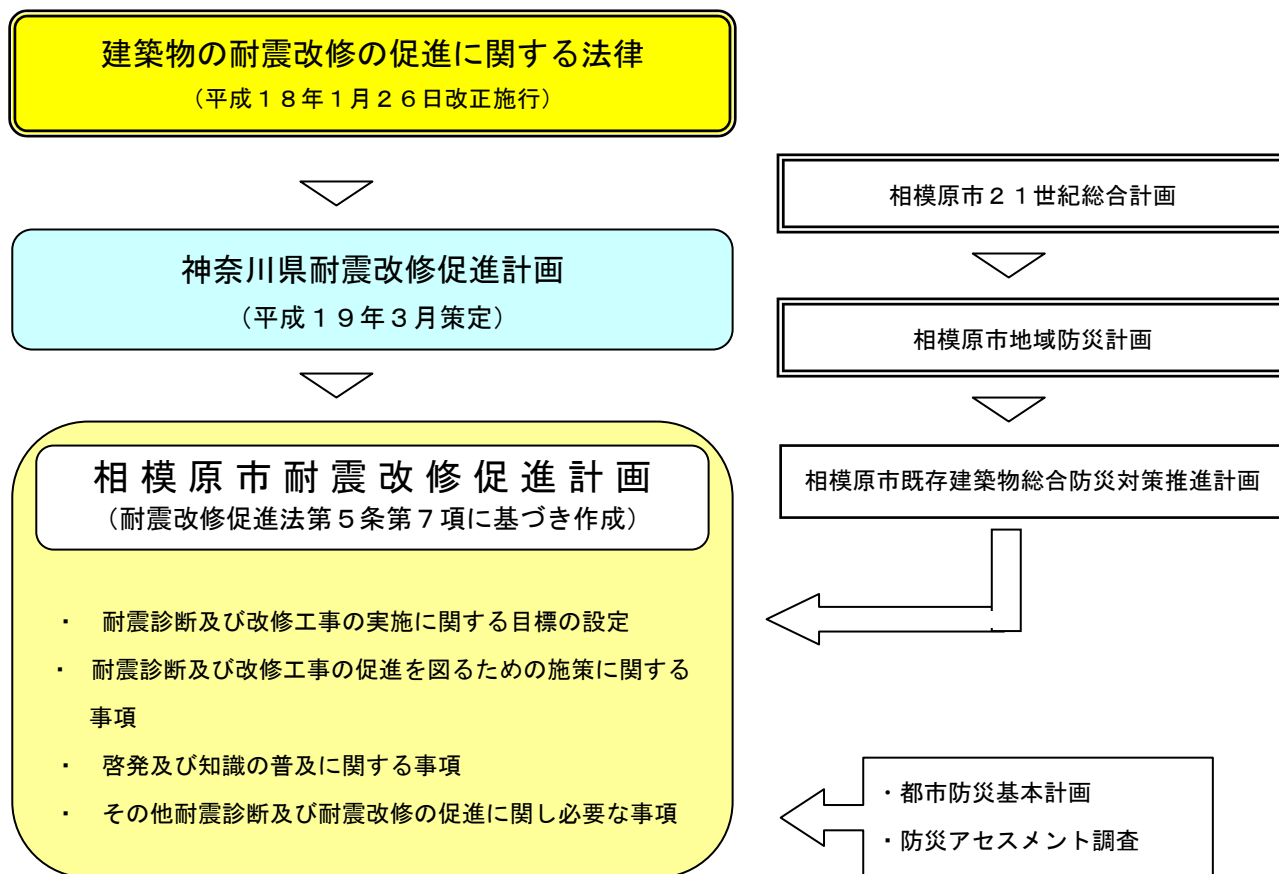 建築物の耐震改修の促進に関する法律
（平成１８年１月２６日改正施行）
神奈川県耐震改修促進計画
（平成１９年３月策定）
相模原市耐震改修促進計画
（耐震改修促進法第５条第７項に基づき作成）
・　耐震診断及び改修工事の実施に関する目標の設定
・　耐震診断及び改修工事の促進を図るための施策に関する
事項
・　啓発及び知識の普及に関する事項
・　その他耐震診断及び耐震改修の促進に関し必要な事項
相模原市２１世紀総合計画
相模原市地域防災計画
相模原市既存建築物総合防災対策推進計画
・都市防災基本計画
・防災アセスメント調査